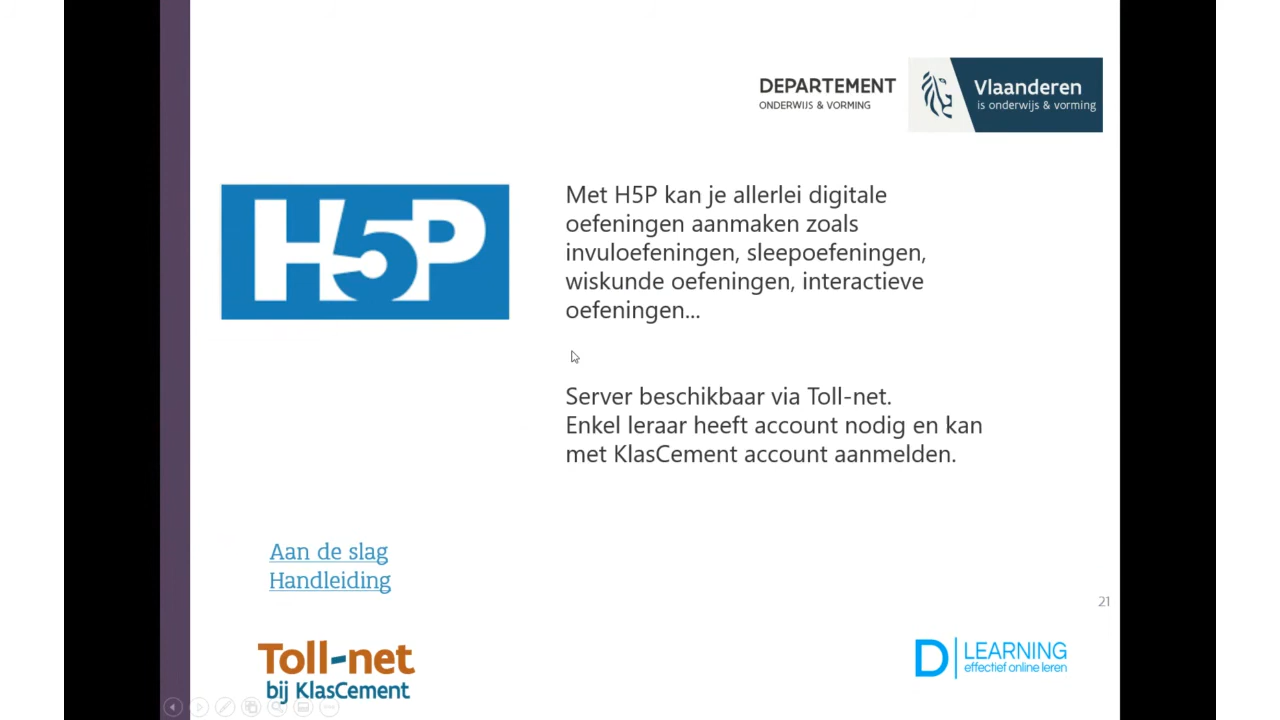 DEPARTEMENT
ONDERWIJS & VORMING
Vlaanderen
is onderwijs & vorming
H5P
Met H5P kan je allerlei digitale
oefeningen aanmaken zoals
invuloefeningen, sleepoefeningen,
wiskunde oefeningen, interactieve
oefeningen...
Server beschikbaar via Toll-net.
Enkel leraar heeft account nodig en kan
met KlasCement account aanmelden.
Aan de slag
Handleiding
21
Toll-net
bij KlasCement
D LEARNING
effectief online leren